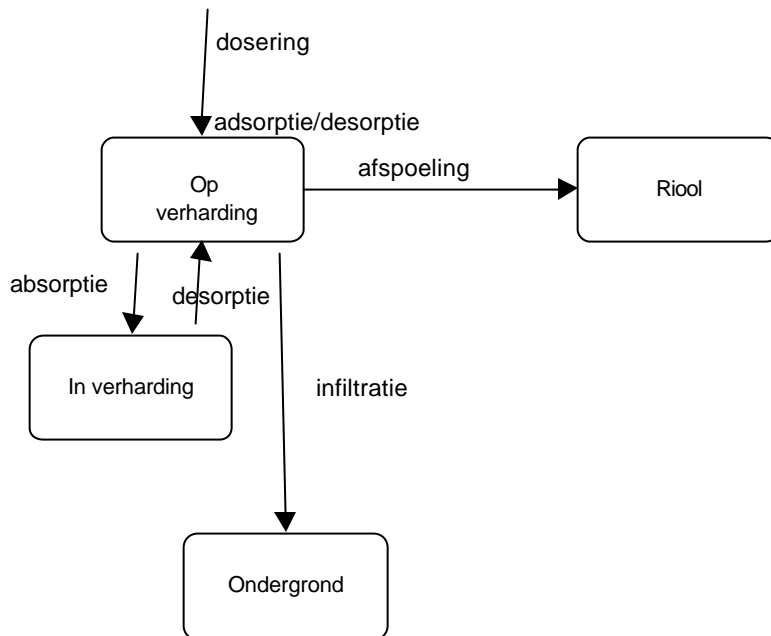 dosering
adsorptie/desorptie
Op
verharding
afspoeling
Riool
absorptie
desorptie
In verharding
infiltratie
Ondergrond